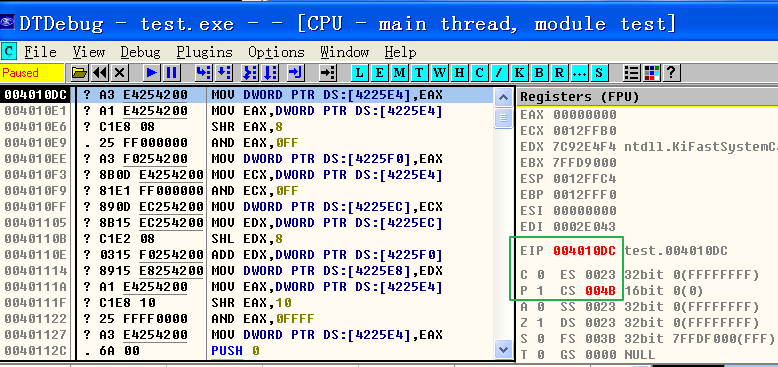 DTDebug - test.exe - - [CPU - main thread, module test]
C File View Debug Plugins Options Window Help
Paused L E M T W H C / K B R ... S ?
004010DC ? A3 E4254200 MOV DWORD PTR DS:[4225E4],EAX
004010E1 ? A1 E4254200 MOV EAX,DWORD PTR DS:[4225E4]
004010E6 ? C1E8 08 SHR EAX,8
004010E9 . 25 FF000000 AND EAX,0FF
004010EE ? A3 F0254200 MOV DWORD PTR DS:[4225F0],EAX
004010F3 ? 8B0D E4254200 MOV ECX,DWORD PTR DS:[4225E4]
004010F9 ? 81E1 FF000000 AND ECX,0FF
004010FF ? 890D EC254200 MOV DWORD PTR DS:[4225EC],ECX
00401105 ? 8B15 EC254200 MOV EDX,DWORD PTR DS:[4225EC]
0040110B ? C1E2 08 SHL EDX,8
0040110E ? 0315 F0254200 ADD EDX,DWORD PTR DS:[4225F0]
00401114 ? 8915 E8254200 MOV DWORD PTR DS:[4225E8],EDX
0040111A ? A1 E4254200 MOV EAX,DWORD PTR DS:[4225E4]
0040111F ? C1E8 10 SHR EAX,10
00401122 ? 25 FFFF0000 AND EAX,0FFFF
00401127 ? A3 E4254200 MOV DWORD PTR DS:[4225E4],EAX
0040112C . 6A 00 PUSH 0
Registers (FPU)
EAX 00000000
ECX 0012FFB0
EDX 7C92E4F4 ntdll.KiFastSystemC
EBX 7FFD9000
ESP 0012FFC4
EBP 0012FFF0
ESI 00000000
EDI 0002E043
EIP 004010DC test.004010DC
C 0 ES 0023 32bit 0(FFFFFFFF)
P 1 CS 004B 16bit 0(0)
A 0 SS 0023 32bit 0(FFFFFFFF)
Z 1 DS 0023 32bit 0(FFFFFFFF)
S 0 FS 003B 32bit 7FFDF000(FFF)
T 0 GS 0000 NULL